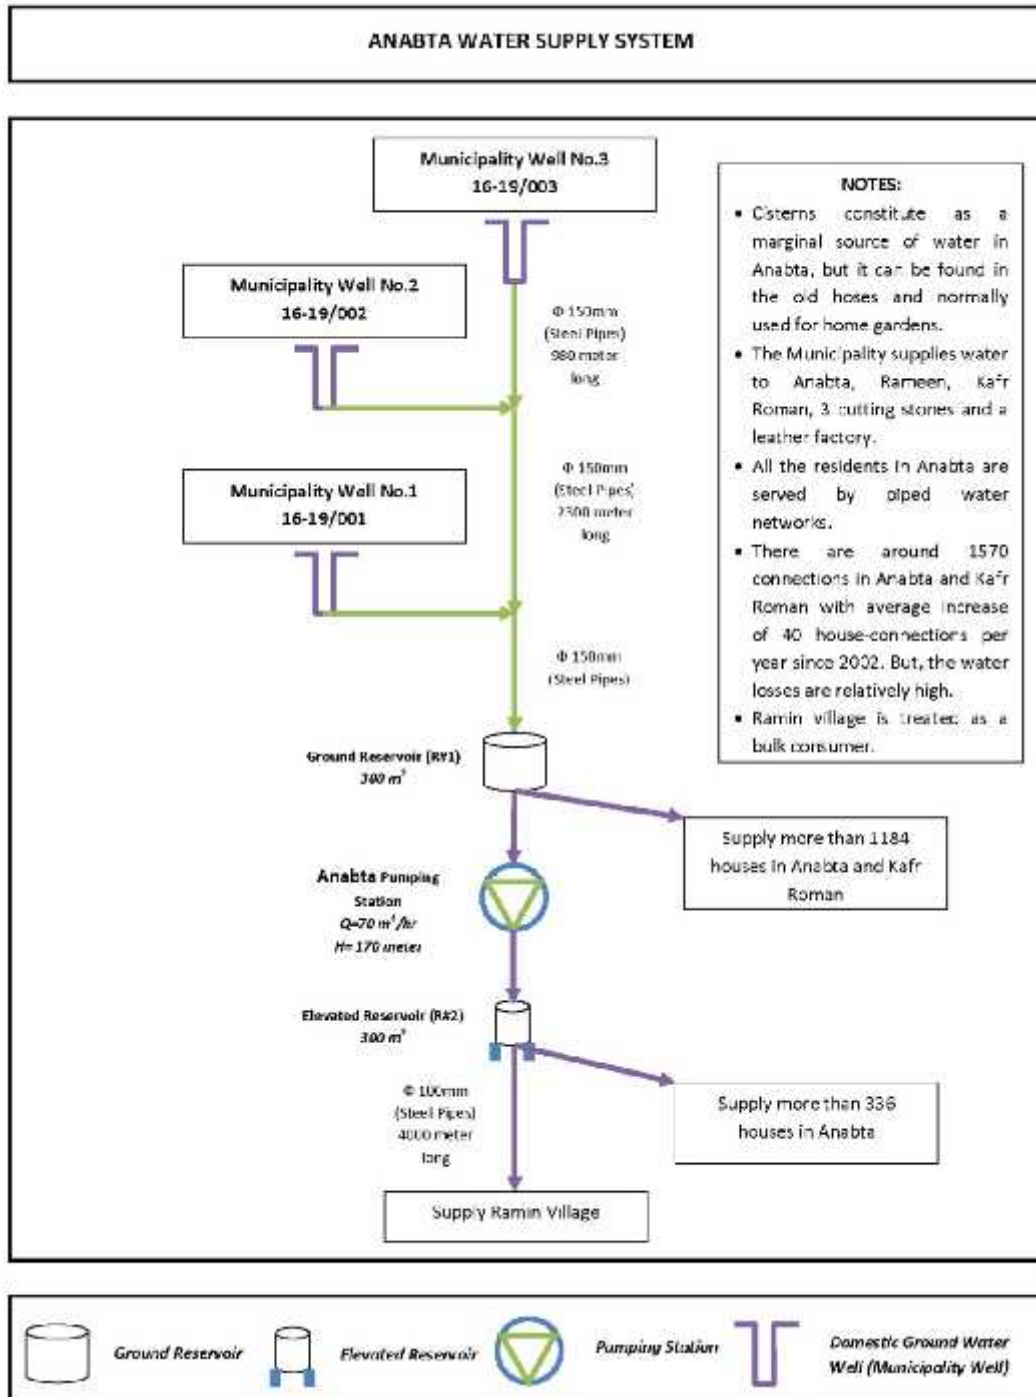 ANABTA WATER SUPPLY SYSTEM
Municipality Well No.3
16-19/003
Municipality Well No.2
16-19/002
Φ 150mm
(Steel Pipes)
980 meter
long
Municipality Well No.1
16-19/001
Φ 150mm
(Steel Pipes)
2300 meter
long
Φ 150mm
(Steel Pipes)
NOTES:
• Cisterns constitute as a
marginal source of water in
Anabta, but it can be found in
the old hoses and normally
used for home gardens.
• The Municipality supplies water
to Anabta, Rameen, Kafr
Roman, 3 cutting stones and a
leather factory.
• All the residents in Anabta are
served by piped water
networks.
• There are around 1570
connections in Anabta and Kafr
Roman with average increase
of 40 house-connections per
year since 2002. But, the water
losses are relatively high.
• Ramin village is treated as a
bulk consumer.
Ground Reservoir (R#1)
300 m³
Supply more than 1184
houses in Anabta and Kafr
Roman
Anabta Pumping
Station
Q=70 m³/hr
H= 170 meter
Elevated Reservoir (R#2)
300 m³
Φ 100mm
(Steel Pipes)
4000 meter
long
Supply more than 336
houses in Anabta
Supply Ramin Village
Ground Reservoir
Elevated Reservoir
Pumping Station
Domestic Ground Water
Well (Municipality Well)